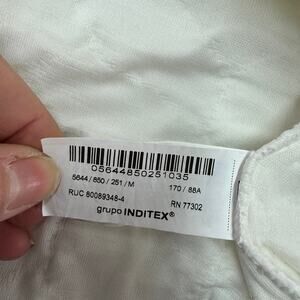 05644850251035
5644 / 850 / 251 / M 170 / 88A
RUC 80089348-4 RN 77302
grupo INDITEX®